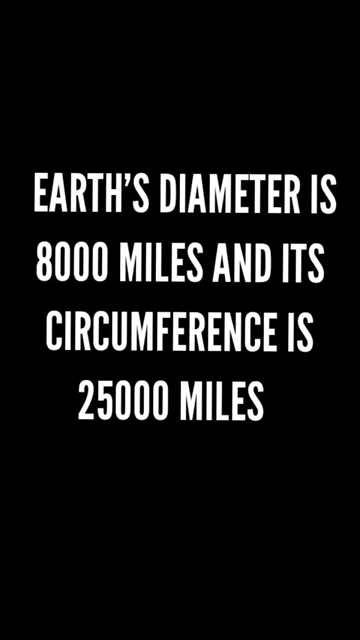 EARTH’S DIAMETER IS
8000 MILES AND ITS
CIRCUMFERENCE IS
25000 MILES